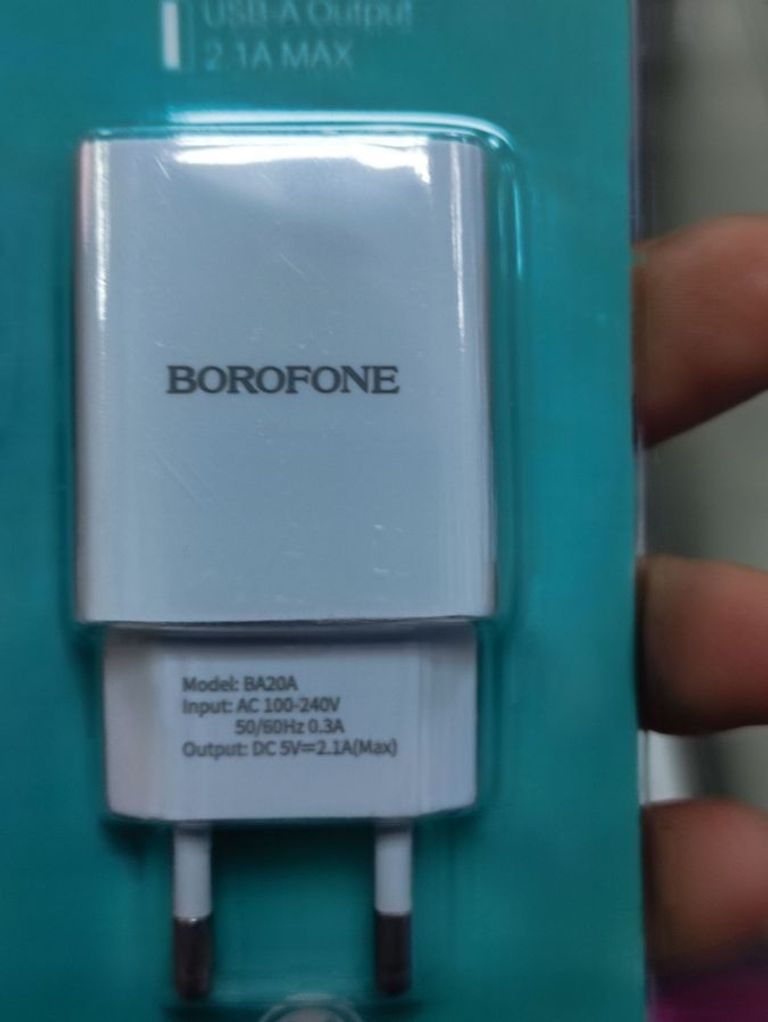 USB-A Output
2.1A MAX
BOROFONE
Model: BA20A
Input: AC 100-240V
50/60Hz 0.3A
Output: DC 5V⎓2.1A(Max)